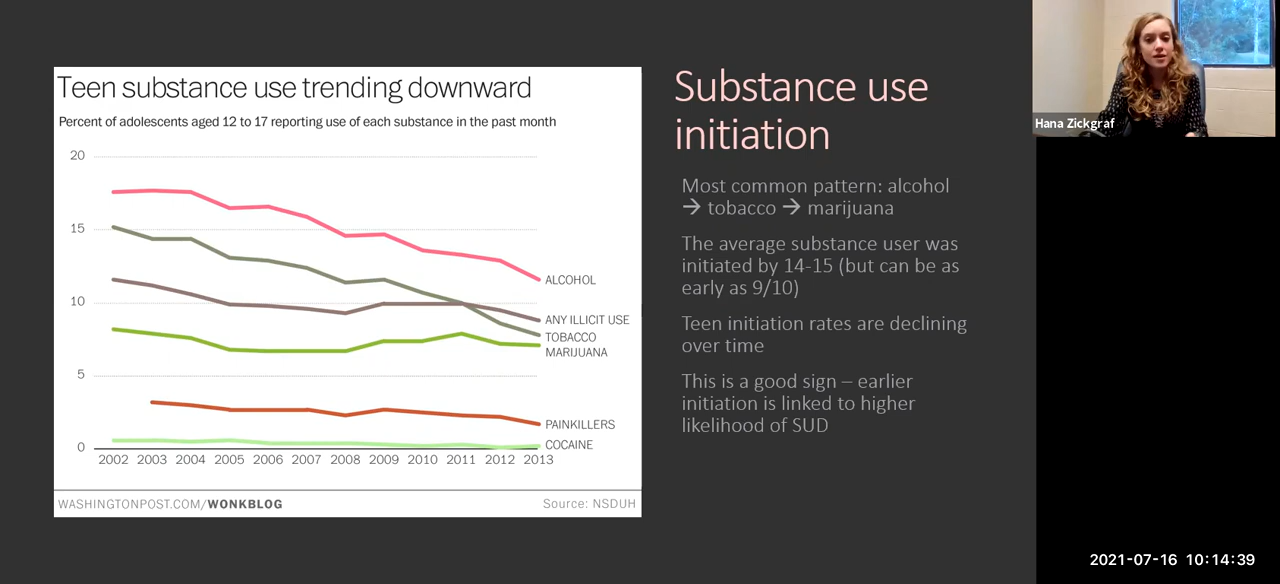 Teen substance use trending downward
Percent of adolescents aged 12 to 17 reporting use of each substance in the past month
20
15
10
5
0
ALCOHOL
ANY ILLICIT USE
TOBACCO
MARIJUANA
PAINKILLERS
COCAINE
2002 2003 2004 2005 2006 2007 2008 2009 2010 2011 2012 2013
WASHINGTONPOST.COM/WONKBLOG
Source: NSDUH
Substance use
initiation
Most common pattern: alcohol
→ tobacco → marijuana
The average substance user was
initiated by 14-15 (but can be as
early as 9/10)
Teen initiation rates are declining
over time
This is a good sign – earlier
initiation is linked to higher
likelihood of SUD
Hana Zickgraf
2021-07-16 10:14:39